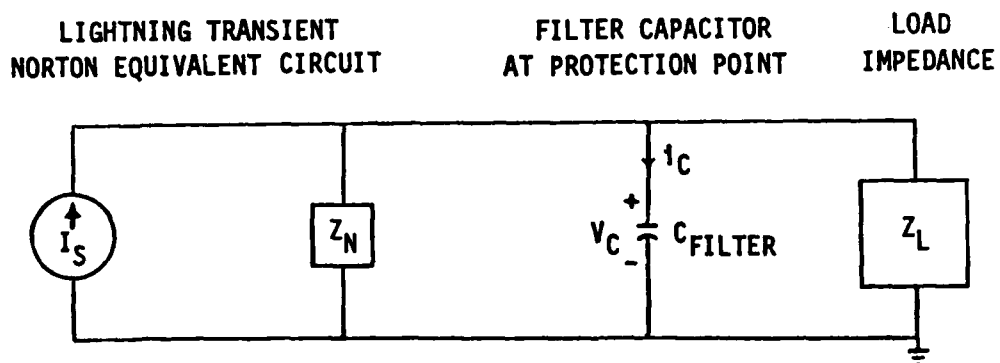 LIGHTNING TRANSIENT
NORTON EQUIVALENT CIRCUIT
FILTER CAPACITOR
AT PROTECTION POINT
LOAD
IMPEDANCE
I_S
Z_N
i_C
+
V_C
-
C_FILTER
Z_L